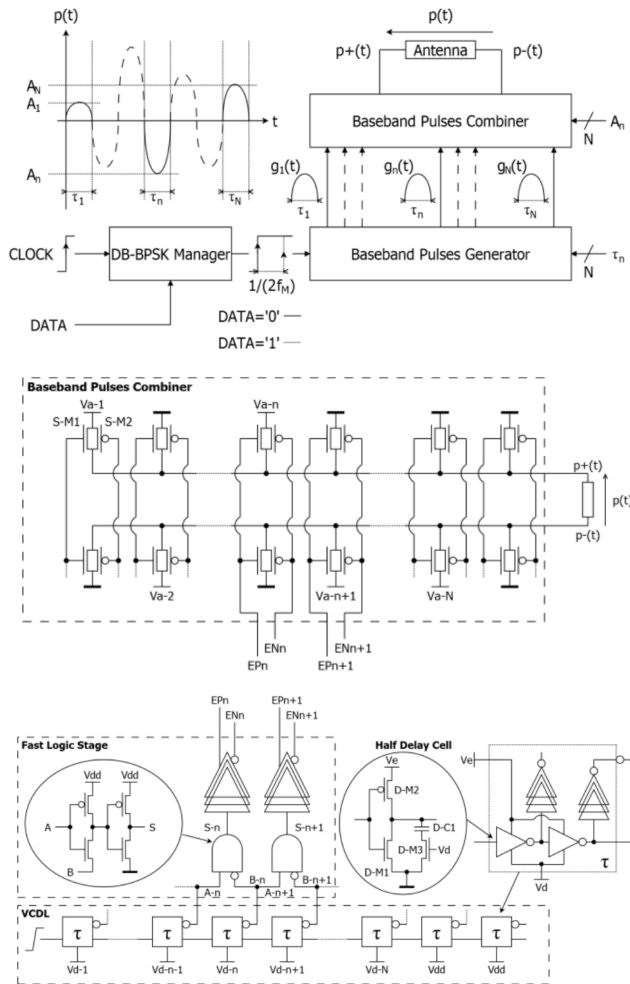 p(t)
A_N
A_1
A_n
t
τ_1
τ_n
τ_N
p(t)
p+(t)
Antenna
p-(t)
Baseband Pulses Combiner
A_n
N
g_1(t)
g_n(t)
g_N(t)
τ_1
τ_n
τ_N
CLOCK
DB-BPSK Manager
1/(2f_M)
Baseband Pulses Generator
τ_n
N
DATA
DATA='0'
DATA='1'
Baseband Pulses Combiner
Va-1
Va-n
S-M1
S-M2
p+(t)
p(t)
p-(t)
Va-2
Va-n+1
Va-N
ENn
ENn+1
EPn
EPn+1
EPn
EPn+1
ENn
ENn+1
Fast Logic Stage
Half Delay Cell
Vdd
Vdd
A
S
B
S-n
S-n+1
A-n
B-n
A-n+1
B-n+1
Ve
D-M2
D-C1
D-M3
Vd
D-M1
Ve
τ
Vd
VCDL
τ
τ
τ
τ
τ
τ
τ
Vd-1
Vd-n-1
Vd-n
Vd-n+1
Vd-N
Vdd
Vdd